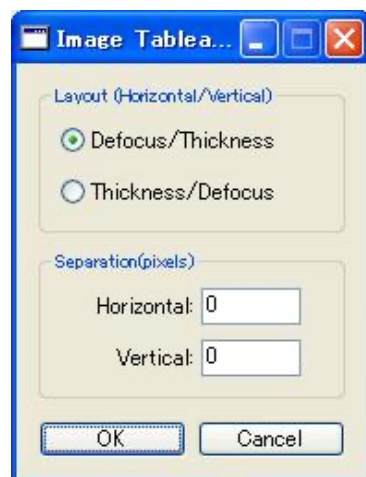 Image Tablea...
Layout (Horizontal/Vertical)
Defocus/Thickness
Thickness/Defocus
Separation(pixels)
Horizontal: 0
Vertical: 0
OK Cancel